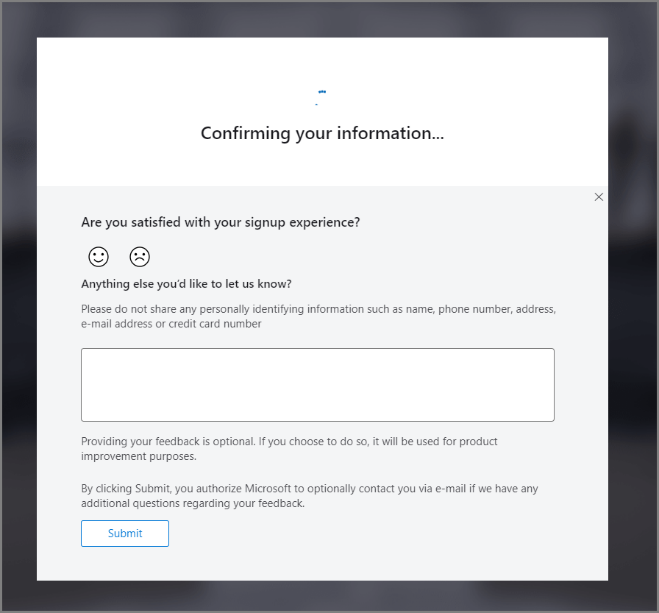 Confirming your information...
Are you satisfied with your signup experience?
Anything else you'd like to let us know?
Please do not share any personally identifying information such as name, phone number, address,
e-mail address or credit card number
Providing your feedback is optional. If you choose to do so, it will be used for product
improvement purposes.
By clicking Submit, you authorize Microsoft to optionally contact you via e-mail if we have any
additional questions regarding your feedback.
Submit